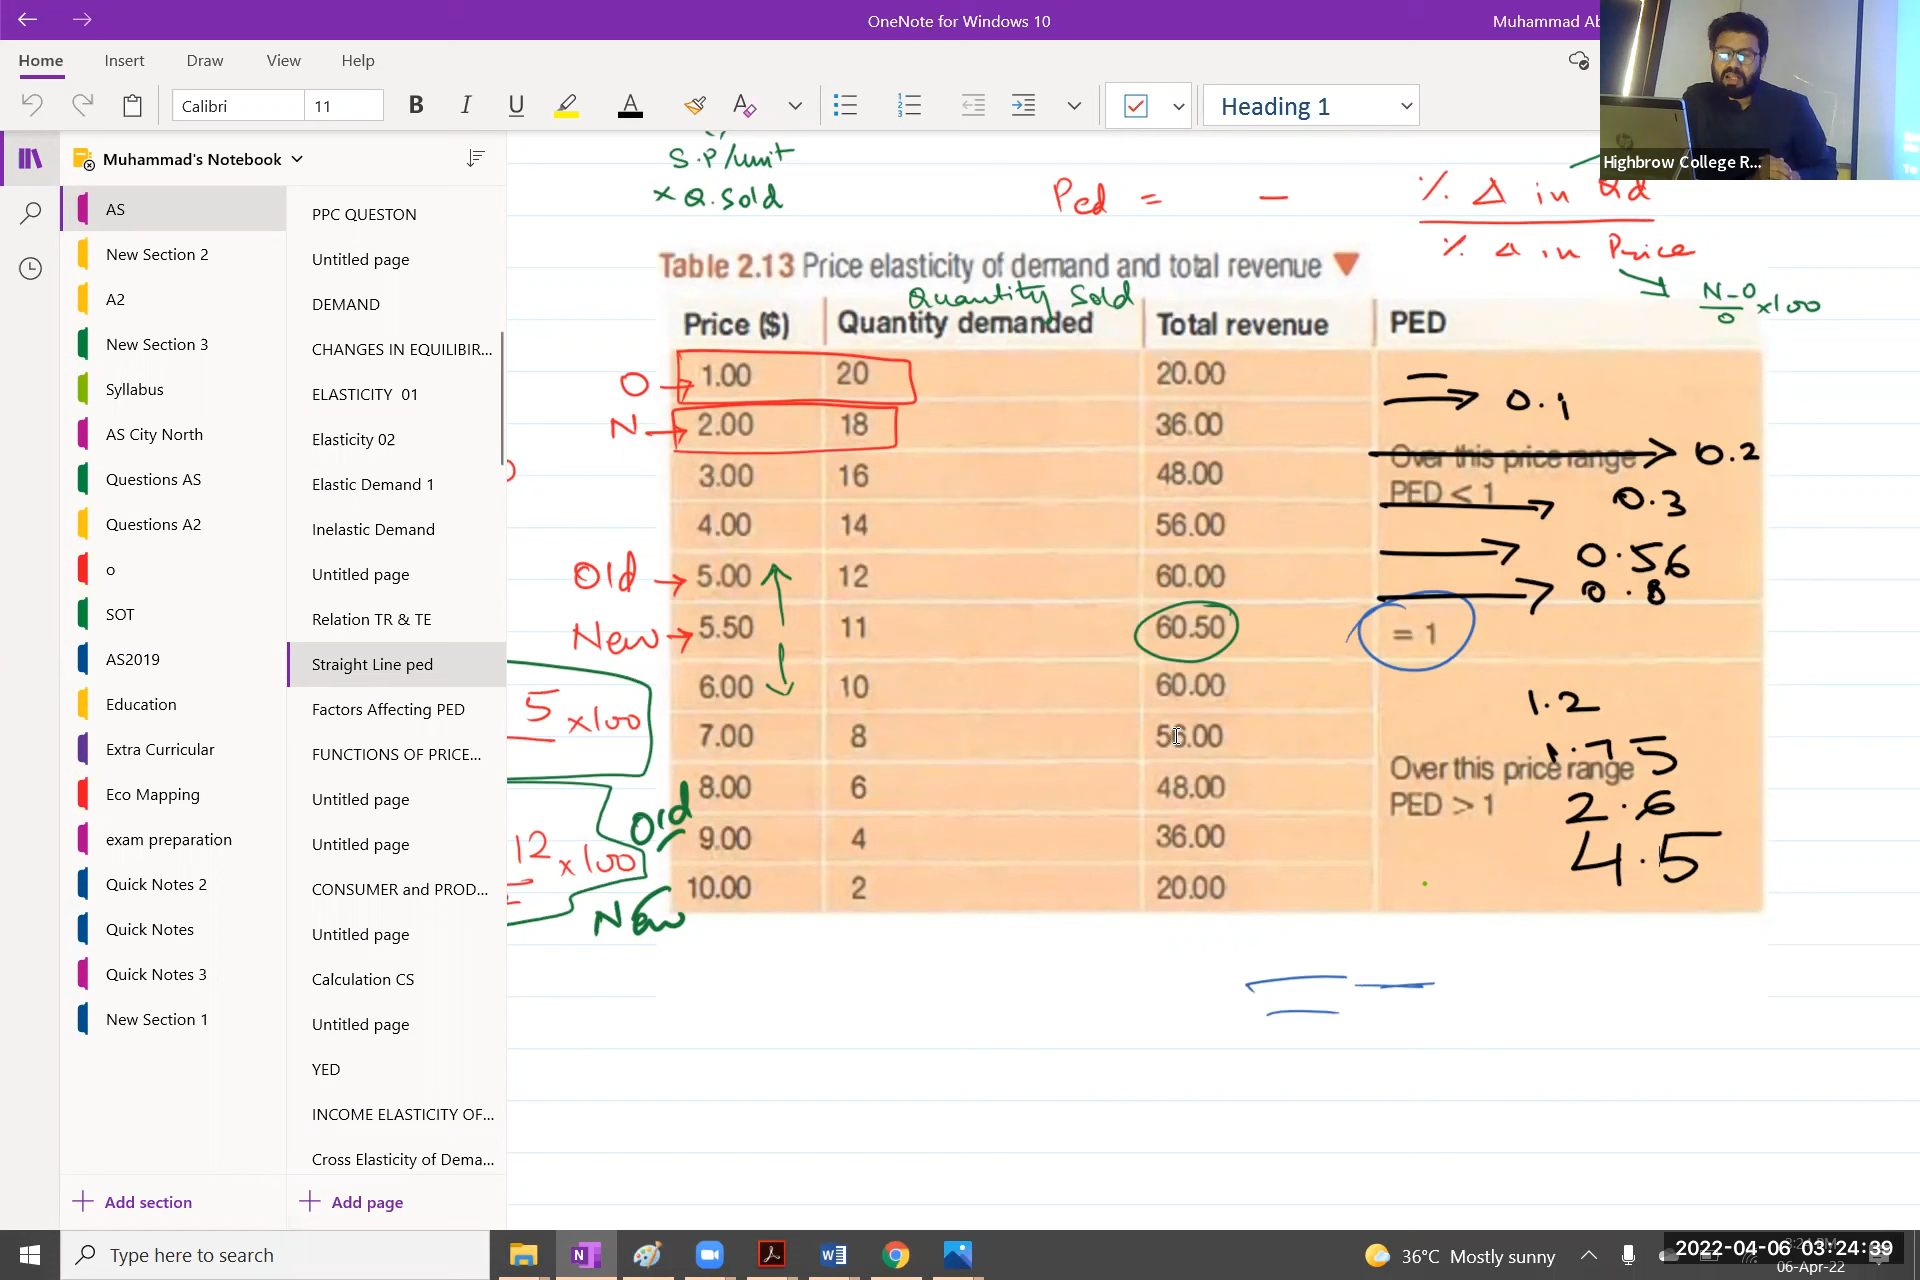 OneNote for Windows 10
Muhammad Ab
Home Insert Draw View Help
Calibri 11 B I U A Heading 1
Highbrow College R...
Muhammad's Notebook
AS
New Section 2
A2
New Section 3
Syllabus
AS City North
Questions AS
Questions A2
o
SOT
AS2019
Education
Extra Curricular
Eco Mapping
exam preparation
Quick Notes 2
Quick Notes
Quick Notes 3
New Section 1
Add section
PPC QUESTON
Untitled page
DEMAND
CHANGES IN EQUILIBIR...
ELASTICITY 01
Elasticity 02
Elastic Demand 1
Inelastic Demand
Untitled page
Relation TR & TE
Straight Line ped
Factors Affecting PED
FUNCTIONS OF PRICE...
Untitled page
Untitled page
CONSUMER and PROD...
Untitled page
Calculation CS
Untitled page
YED
INCOME ELASTICITY OF...
Cross Elasticity of Dema...
Add page
S.P/unit
x Q.sold
Ped = - % Δ in Qd
% Δ in Price
N-O/O x100
Table 2.13 Price elasticity of demand and total revenue
Quantity Sold
Price ($) Quantity demanded Total revenue PED
O → 1.00 20 20.00 0.1
N → 2.00 18 36.00
Over this price range 0.2
3.00 16 48.00
PED < 1 0.3
4.00 14 56.00
0.56
Old → 5.00 12 60.00 0.8
New → 5.50 11 60.50 = 1
6.00 10 60.00 1.2
5 x100
7.00 8 56.00 1.75
Over this price range
8.00 6 48.00
PED > 1 2.6
Old
9.00 4 36.00 4.5
12 x100
10.00 2 20.00
New
Type here to search
36°C Mostly sunny
2022-04-06 03:24:39
06-Apr-22